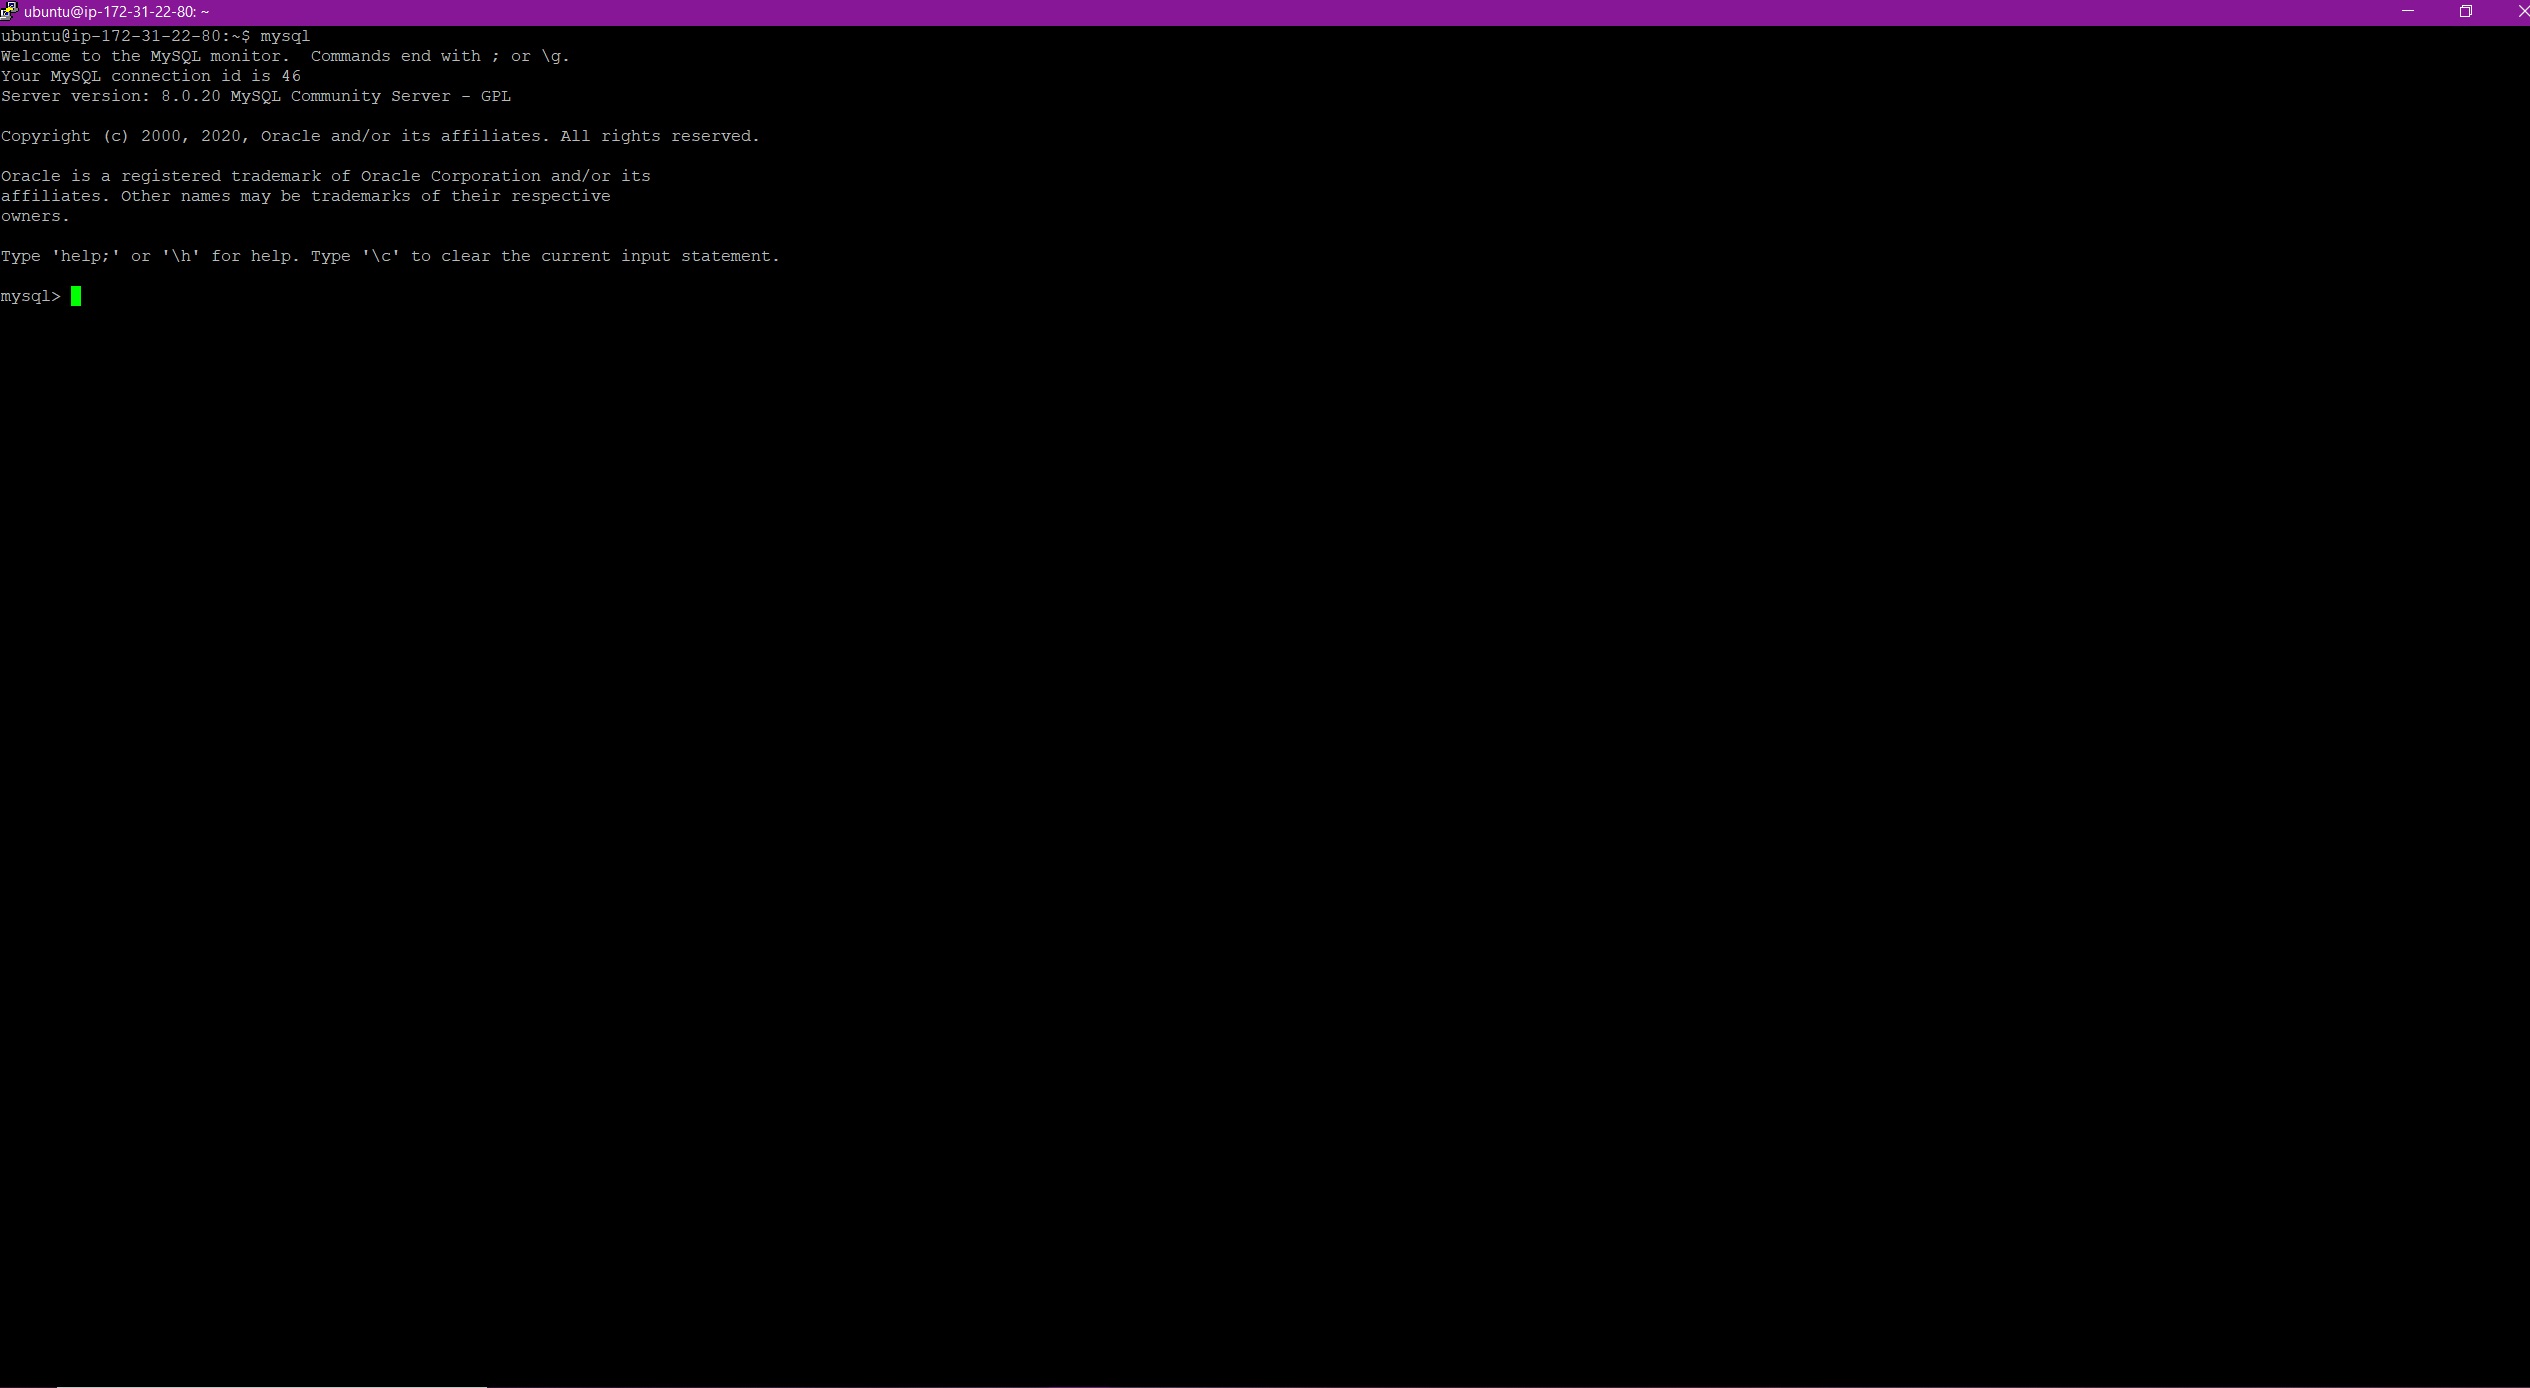 ubuntu@ip-172-31-22-80: ~
ubuntu@ip-172-31-22-80:~$ mysql
Welcome to the MySQL monitor.  Commands end with ; or \g.
Your MySQL connection id is 46
Server version: 8.0.20 MySQL Community Server - GPL
Copyright (c) 2000, 2020, Oracle and/or its affiliates. All rights reserved.
Oracle is a registered trademark of Oracle Corporation and/or its
affiliates. Other names may be trademarks of their respective
owners.
Type 'help;' or '\h' for help. Type '\c' to clear the current input statement.
mysql>